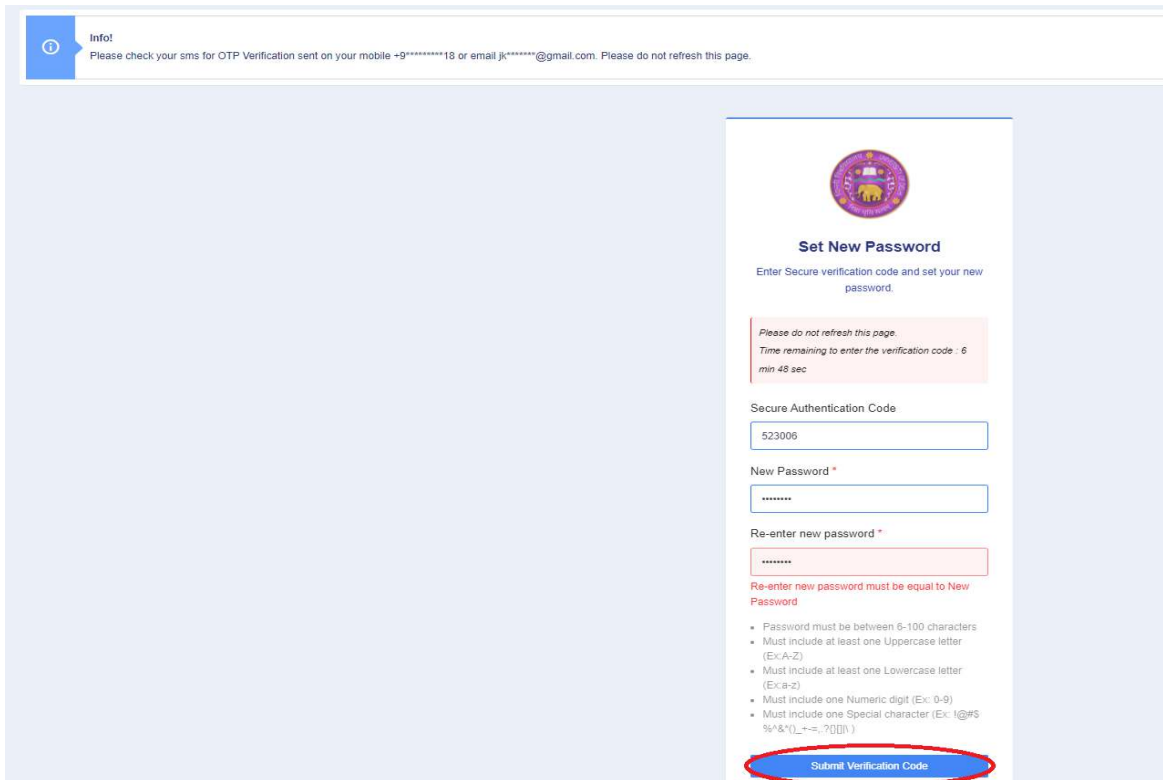 Info!
Please check your sms for OTP Verification sent on your mobile +9*********18 or email jk*******@gmail.com. Please do not refresh this page.
Set New Password
Enter Secure verification code and set your new
password.
Please do not refresh this page.
Time remaining to enter the verification code : 6
min 48 sec
Secure Authentication Code
523006
New Password *
••••••••
Re-enter new password *
••••••••
Re-enter new password must be equal to New
Password
• Password must be between 6-100 characters
• Must include at least one Uppercase letter
(Ex:A-Z)
• Must include at least one Lowercase letter
(Ex:a-z)
• Must include one Numeric digit (Ex: 0-9)
• Must include one Special character (Ex: !@#$
%^&*()_+-=,:?{}[]|\ )
Submit Verification Code